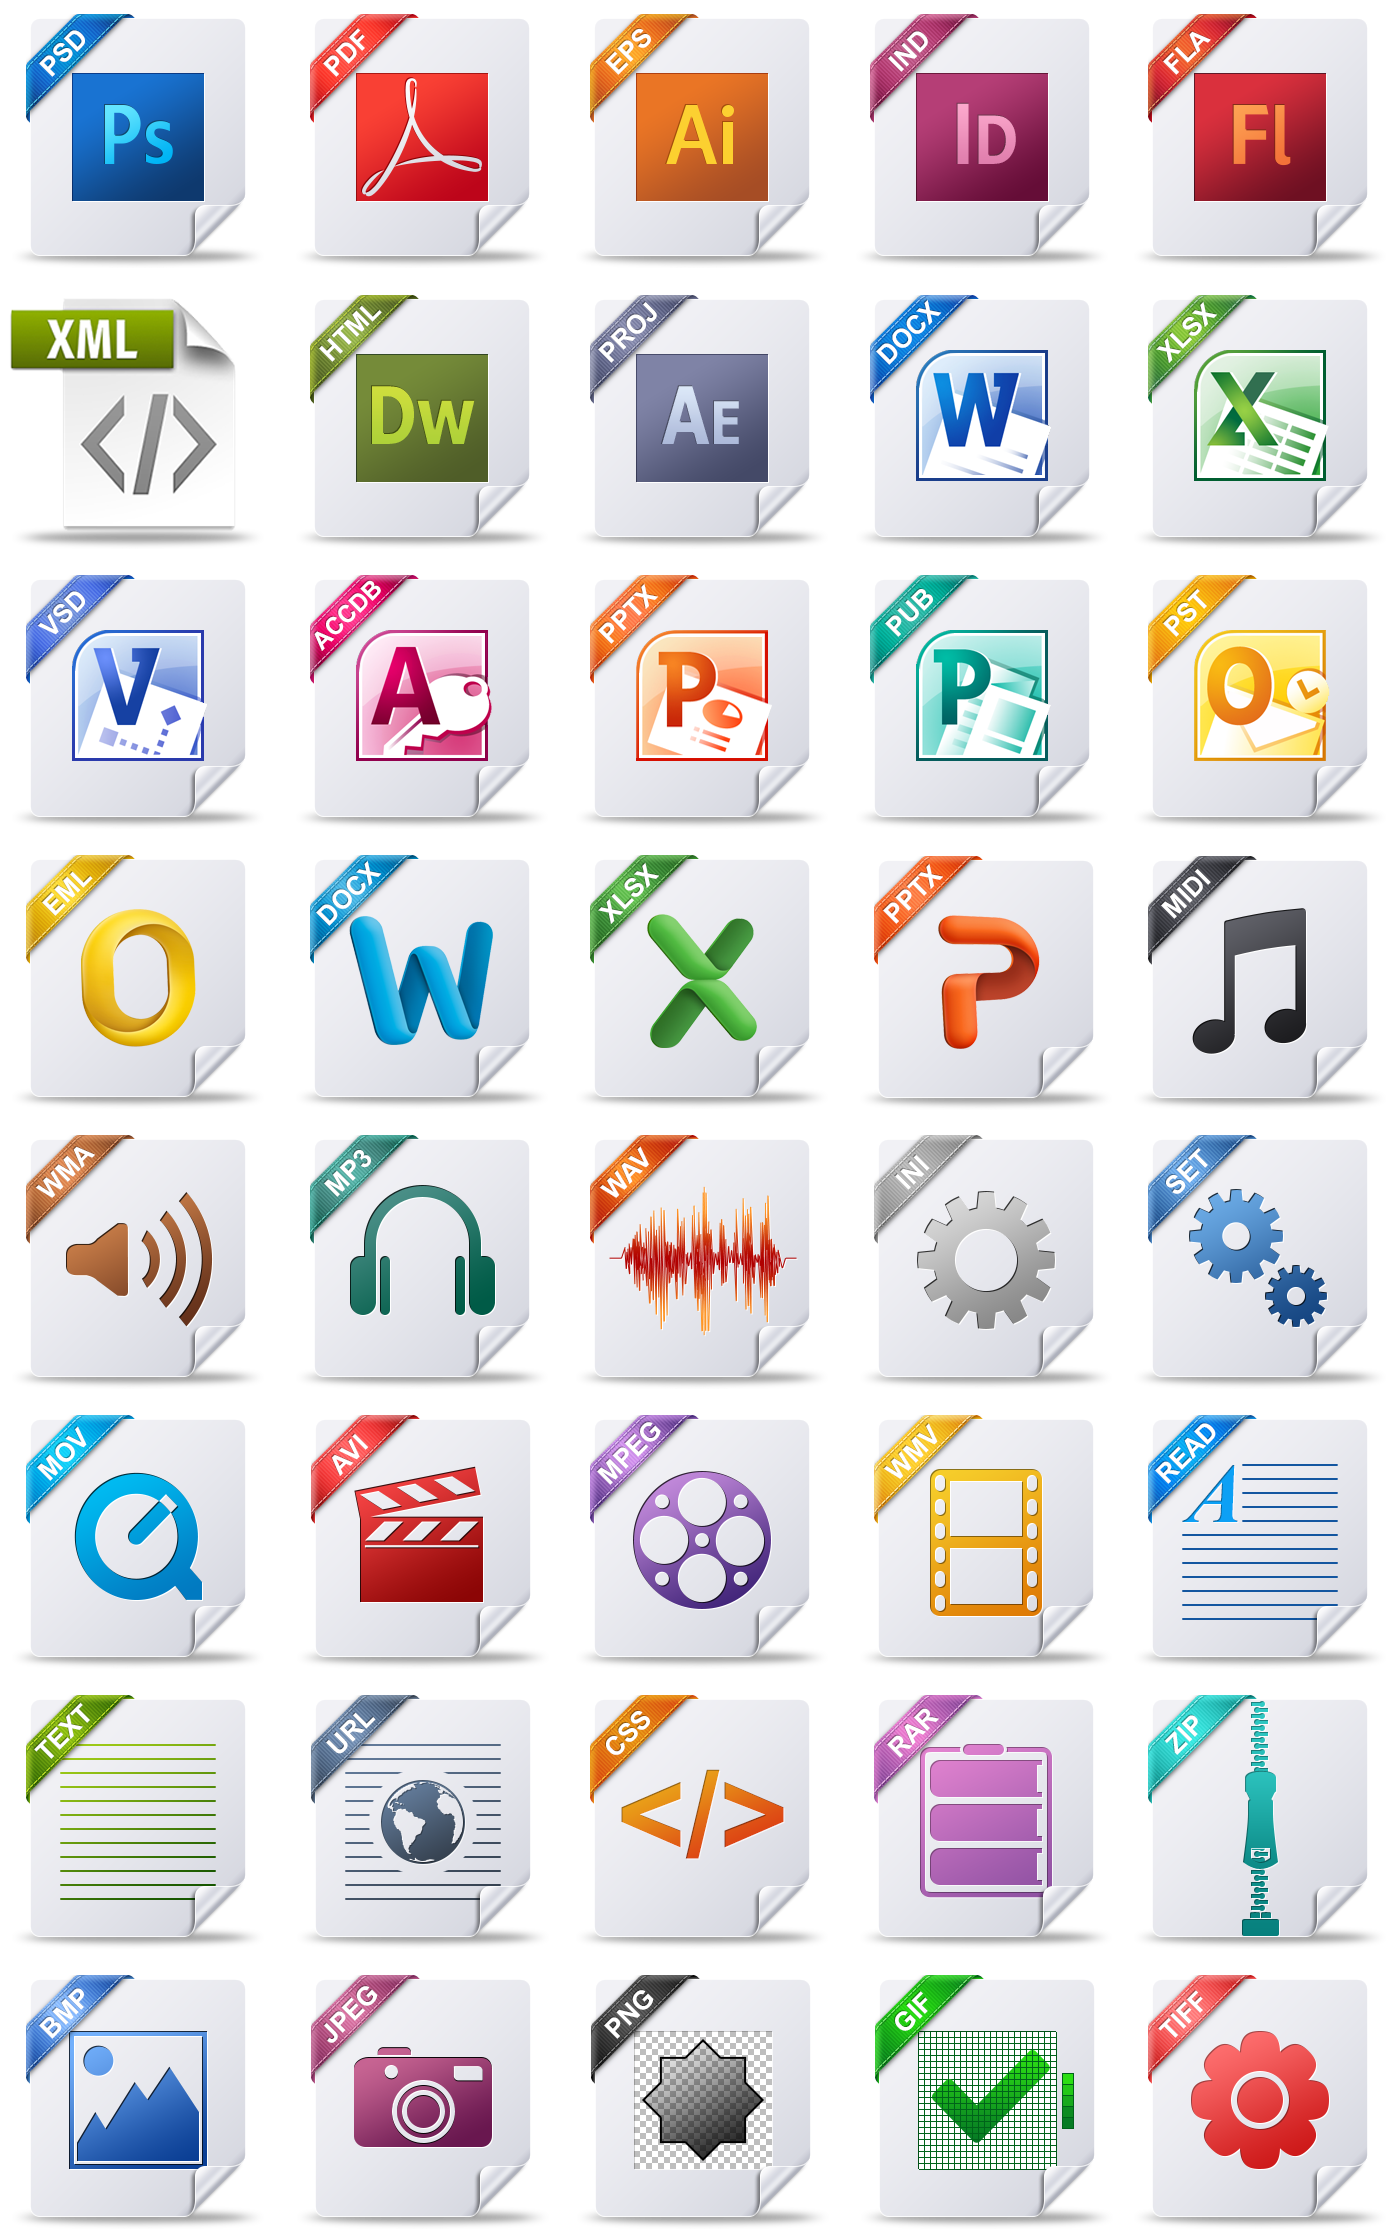 PSD
Ps
PDF
EPS
Ai
IND
ID
FLA
Fl
XML
</>
HTML
DW
PROJ
AE
DOCX
W
XLSX
X
VSD
V
ACCDB
A
PPTX
P
PUB
P
PST
O
EML
O
DOCX
W
XLSX
X
PPTX
P
MIDI
WMA
MP3
WAV
INI
SET
MOV
AVI
MPEG
WMV
READ
A
TEXT
URL
CSS
</>
RAR
ZIP
BMP
JPEG
PNG
GIF
TIFF